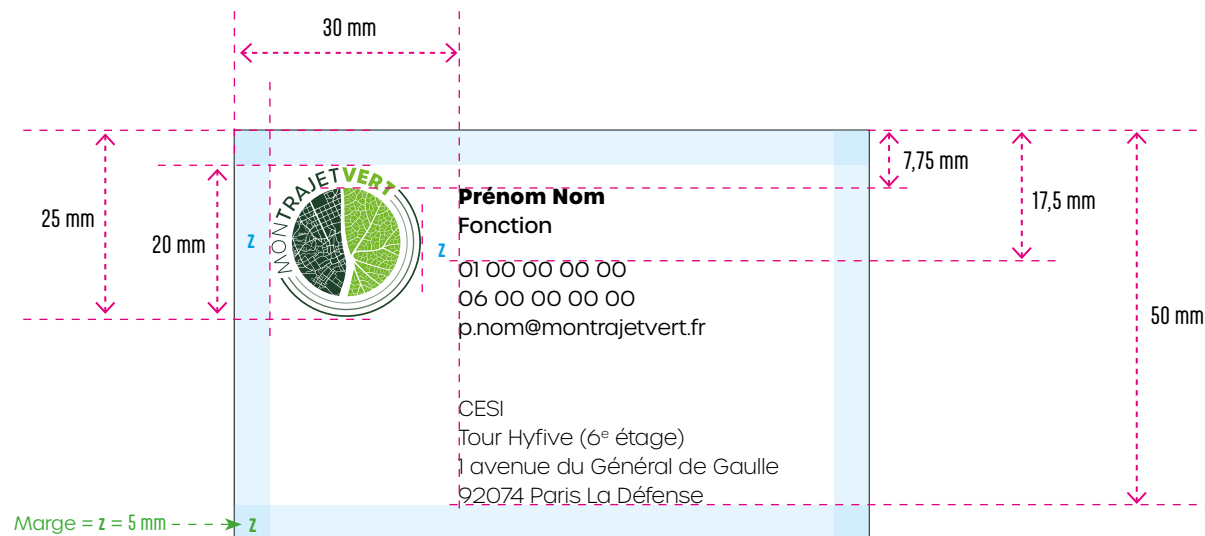 30 mm
7,75 mm
17,5 mm
25 mm
20 mm
50 mm
MONTRAJETVERT
z
z
Prénom Nom
Fonction
01 00 00 00 00
06 00 00 00 00
p.nom@montrajetvert.fr
CESI
Tour Hyfive (6e étage)
1 avenue du Général de Gaulle
92074 Paris La Défense
Marge = z = 5 mm
z